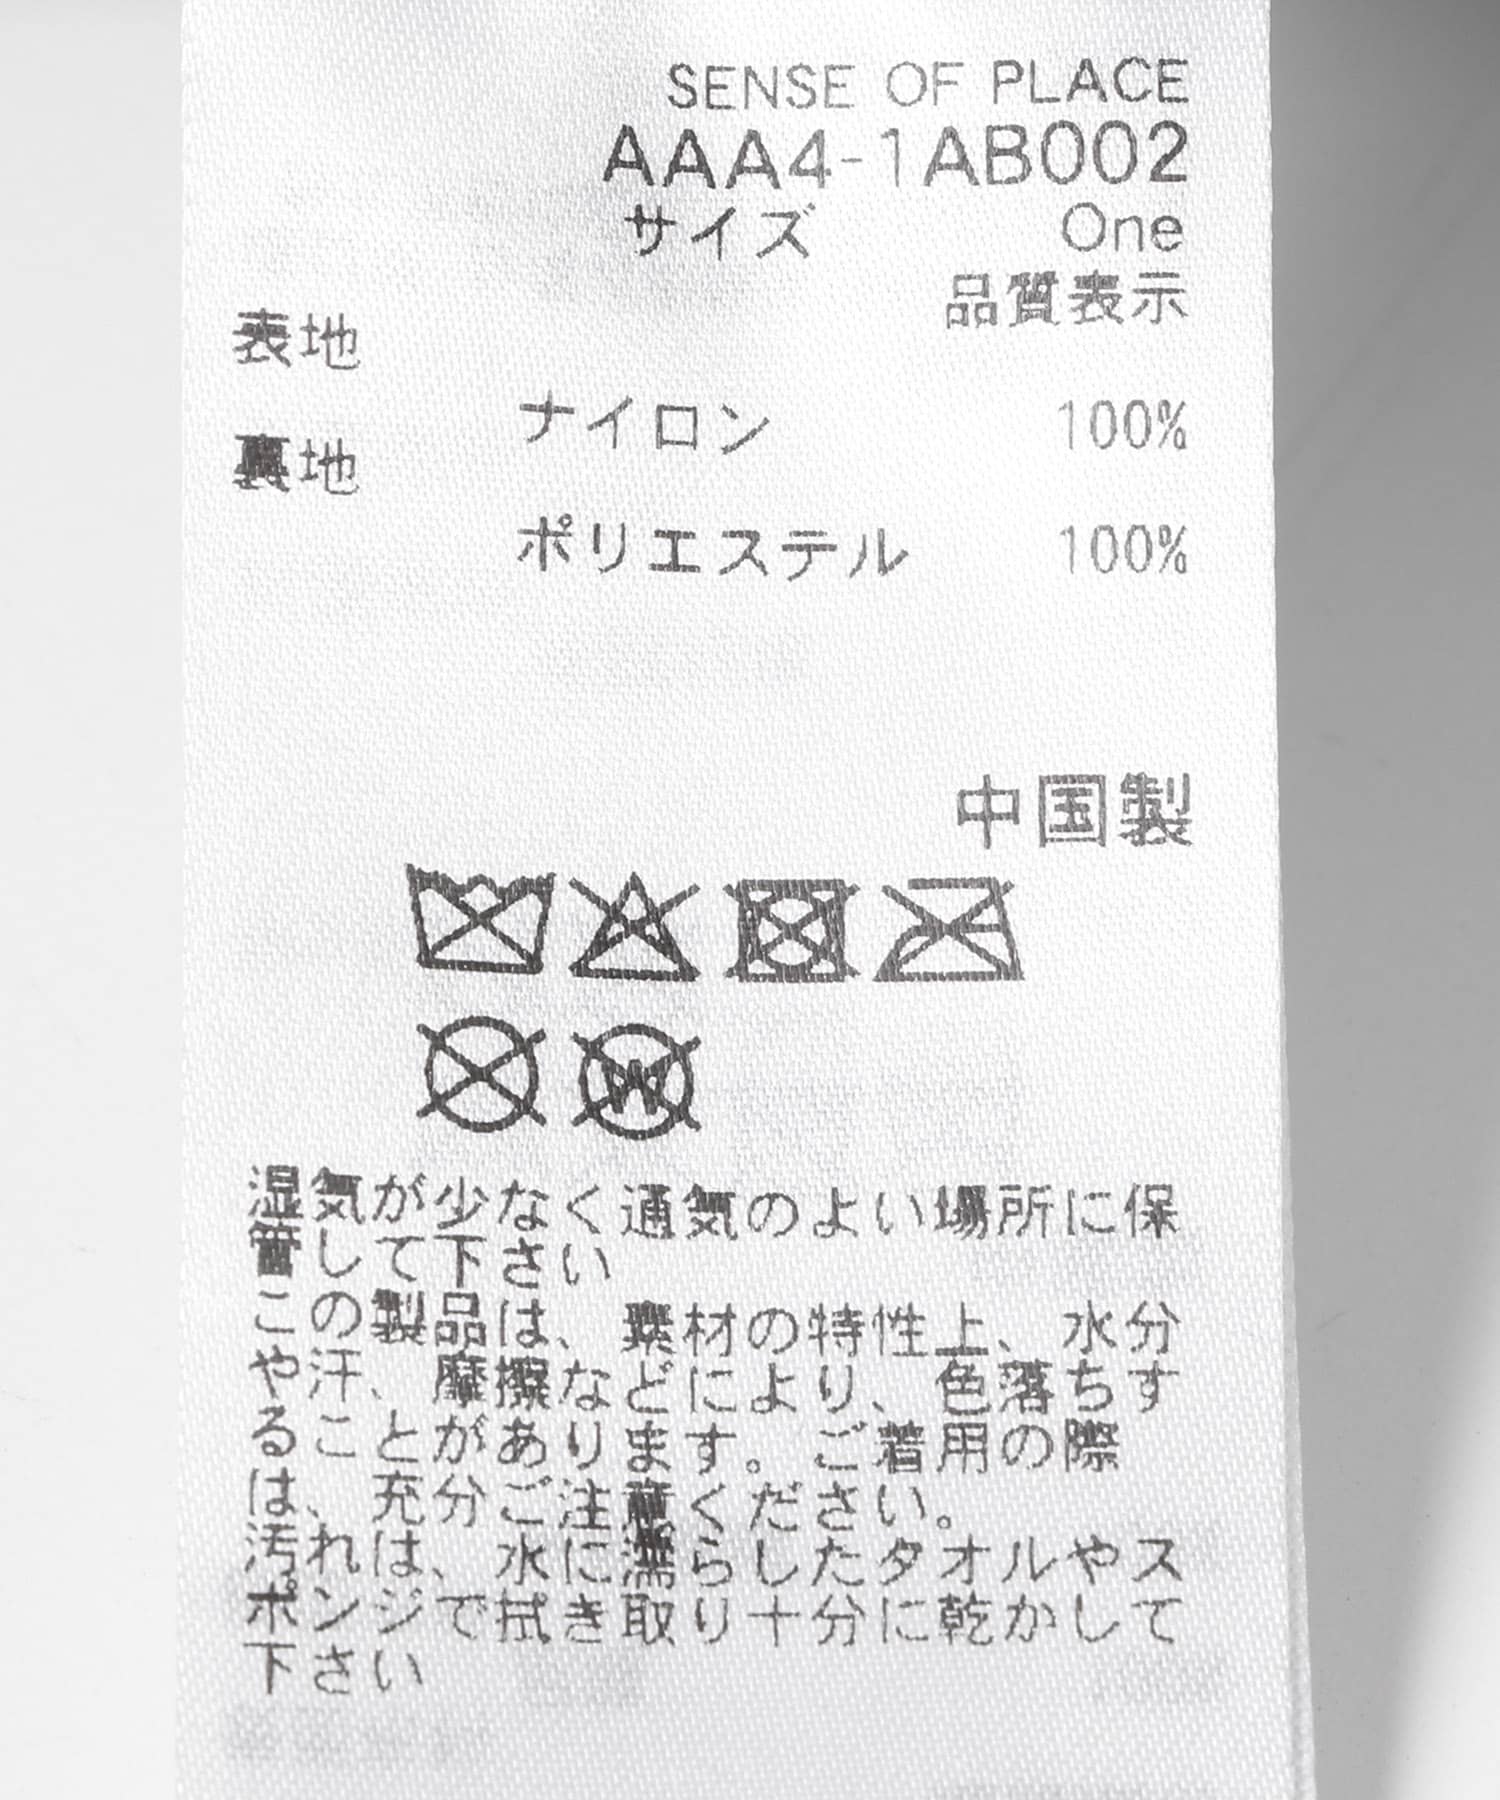 SENSE OF PLACE
AAA4-1AB002
サイズ One
品質表示
表地
ナイロン 100%
裏地
ポリエステル 100%
中国製
W
湿気が少なく通気のよい場所に保
管して下さい
この製品は、素材の特性上、水分
や汗、摩擦などにより、色落ちす
ること があります。ご着用の際
は、充分ご注意ください。
汚れは、水に濡らしたタオルやス
ポンジで拭き取り十分に乾かして
下さい